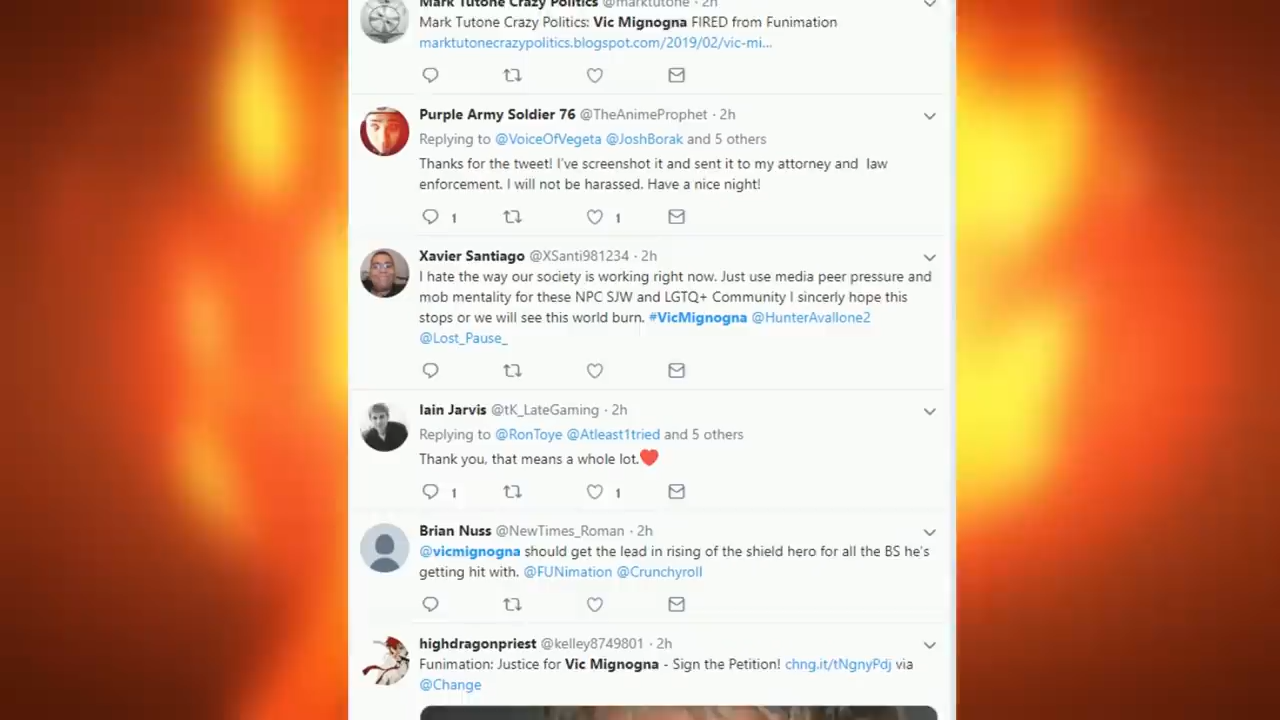 Mark Tutone Crazy Politics @marktutone · 2h
Mark Tutone Crazy Politics: Vic Mignogna FIRED from Funimation
marktutonecrazypolitics.blogspot.com/2019/02/vic-mi...
Purple Army Soldier 76 @TheAnimeProphet · 2h
Replying to @VoiceOfVegeta @JoshBorak and 5 others
Thanks for the tweet! I've screenshot it and sent it to my attorney and law
enforcement. I will not be harassed. Have a nice night!
1 1
Xavier Santiago @XSanti981234 · 2h
I hate the way our society is working right now. Just use media peer pressure and
mob mentality for these NPC SJW and LGTQ+ Community I sincerly hope this
stops or we will see this world burn. #VicMignogna @HunterAvallone2
@Lost_Pause_
Iain Jarvis @tK_LateGaming · 2h
Replying to @RonToye @Atleast1tried and 5 others
Thank you, that means a whole lot.❤
1 1
Brian Nuss @NewTimes_Roman · 2h
@vicmignogna should get the lead in rising of the shield hero for all the BS he's
getting hit with. @FUNimation @Crunchyroll
highdragonpriest @kelley8749801 · 2h
Funimation: Justice for Vic Mignogna - Sign the Petition! chng.it/tNgnyPdj via
@Change